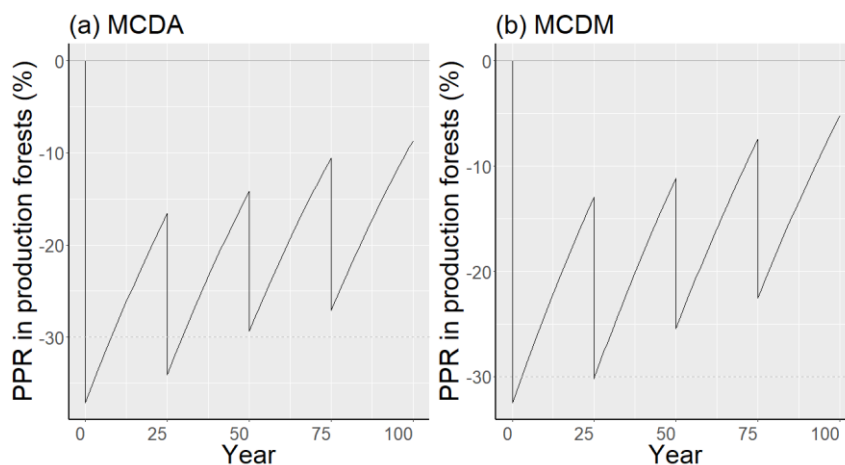 (a) MCDA
PPR in production forests (%)
0
-10
-20
-30
0 25 50 75 100
Year
(b) MCDM
PPR in production forests (%)
0
-10
-20
-30
0 25 50 75 100
Year